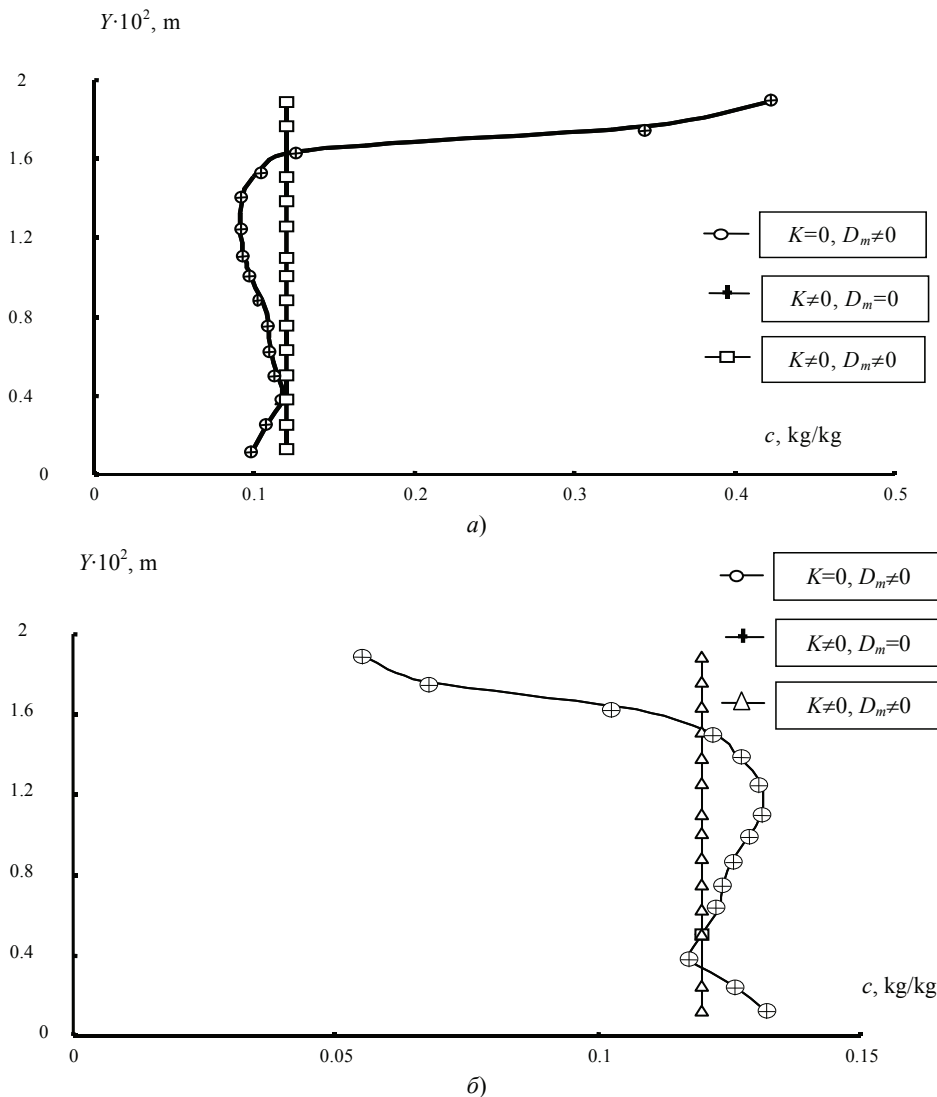 Y·10², m
2
1.6
K=0, Dₘ≠0
1.2
K≠0, Dₘ=0
0.8
K≠0, Dₘ≠0
0.4
c, kg/kg
0
0 0.1 0.2 0.3 0.4 0.5
а)
Y·10², m
K=0, Dₘ≠0
2
K≠0, Dₘ=0
1.6
K≠0, Dₘ≠0
1.2
0.8
0.4
c, kg/kg
0
0 0.05 0.1 0.15
б)